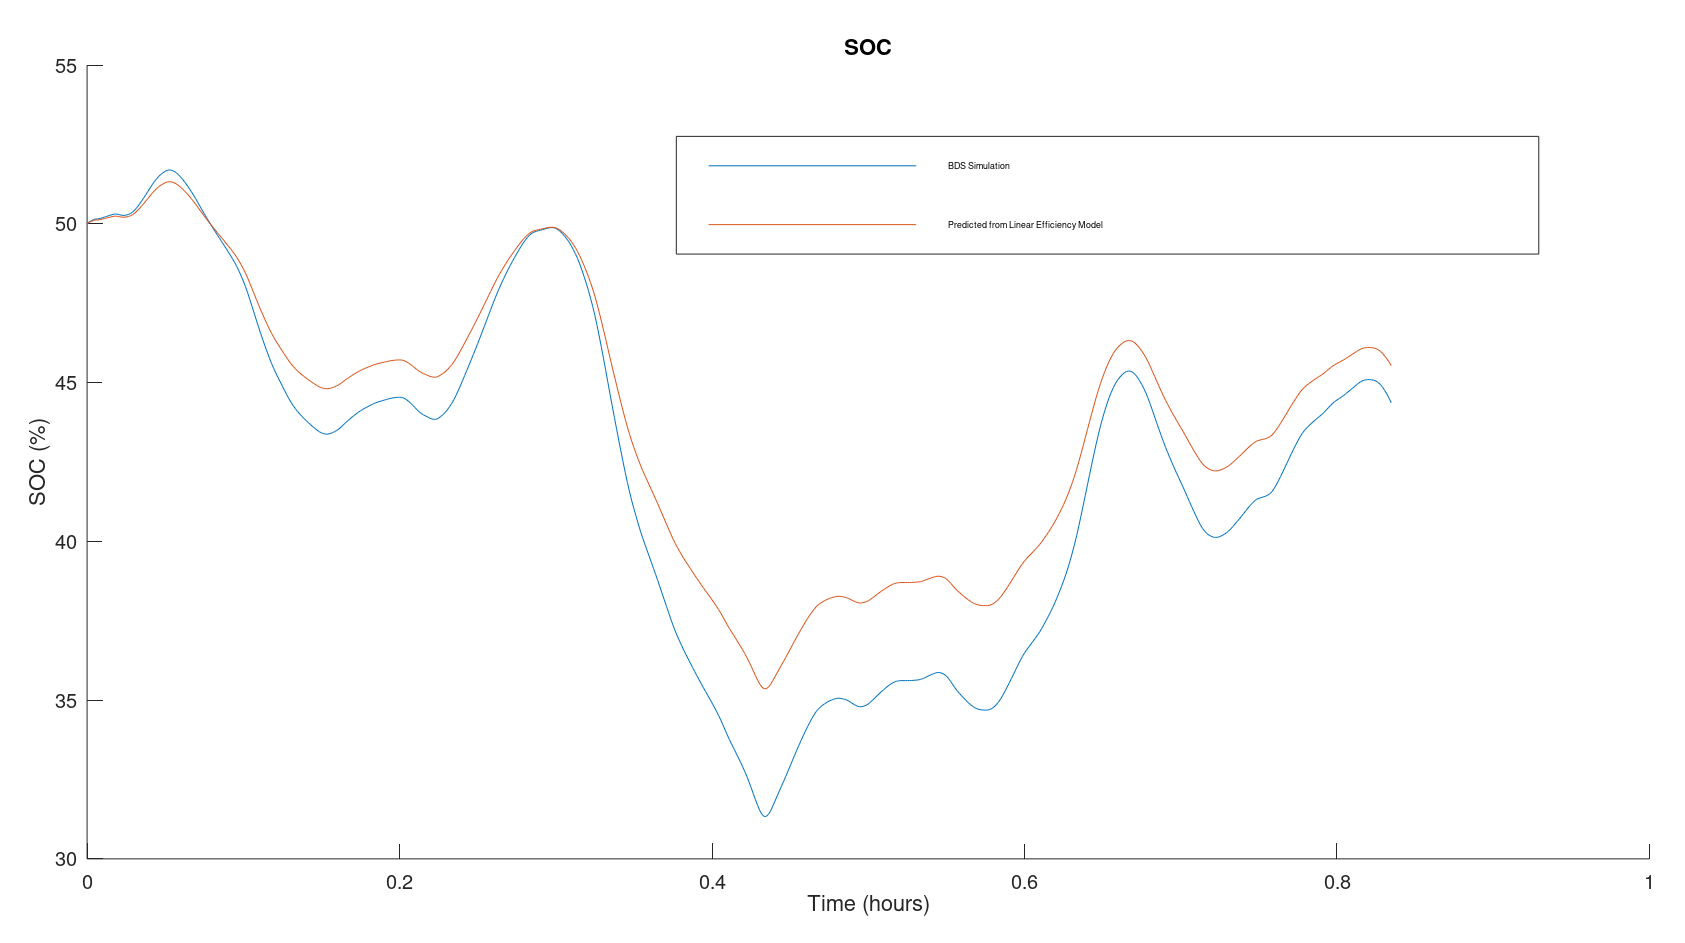 SOC
55
BDS Simulation
50
Predicted from Linear Efficiency Model
45
SOC (%)
40
35
30
0 0.2 0.4 0.6 0.8 1
Time (hours)